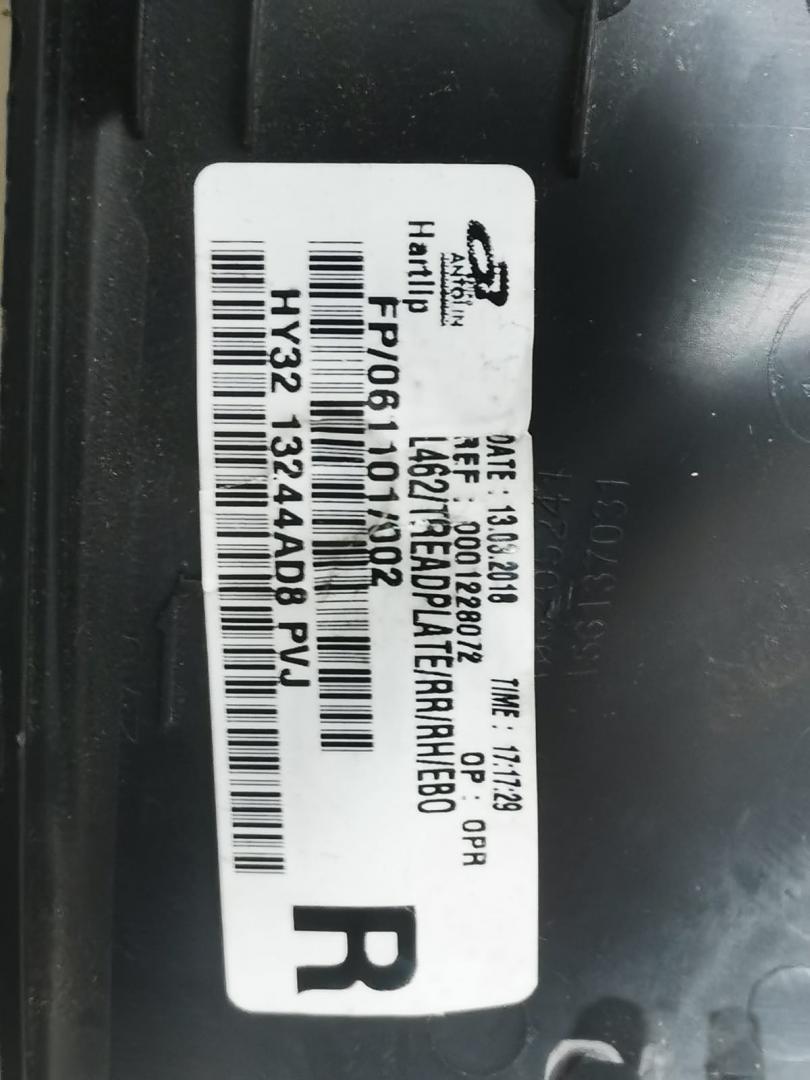 ANTOLIN
Hartlip
DATE : 13.03.2018 TIME : 17:17:29
REF : 0001228072 OP : OPR
L462/TREADPLATE/RR/RH/EBO
FP/061101/002
HY32 13244AD8 PVJ
R